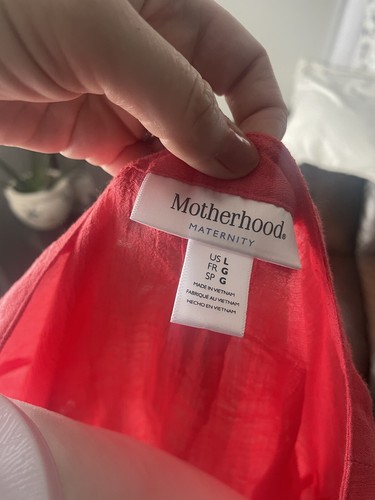 Motherhood®
MATERNITY
US L
FR G
SP G
MADE IN VIETNAM
FABRIQUÉ AU VIETNAM
HECHO EN VIETNAM